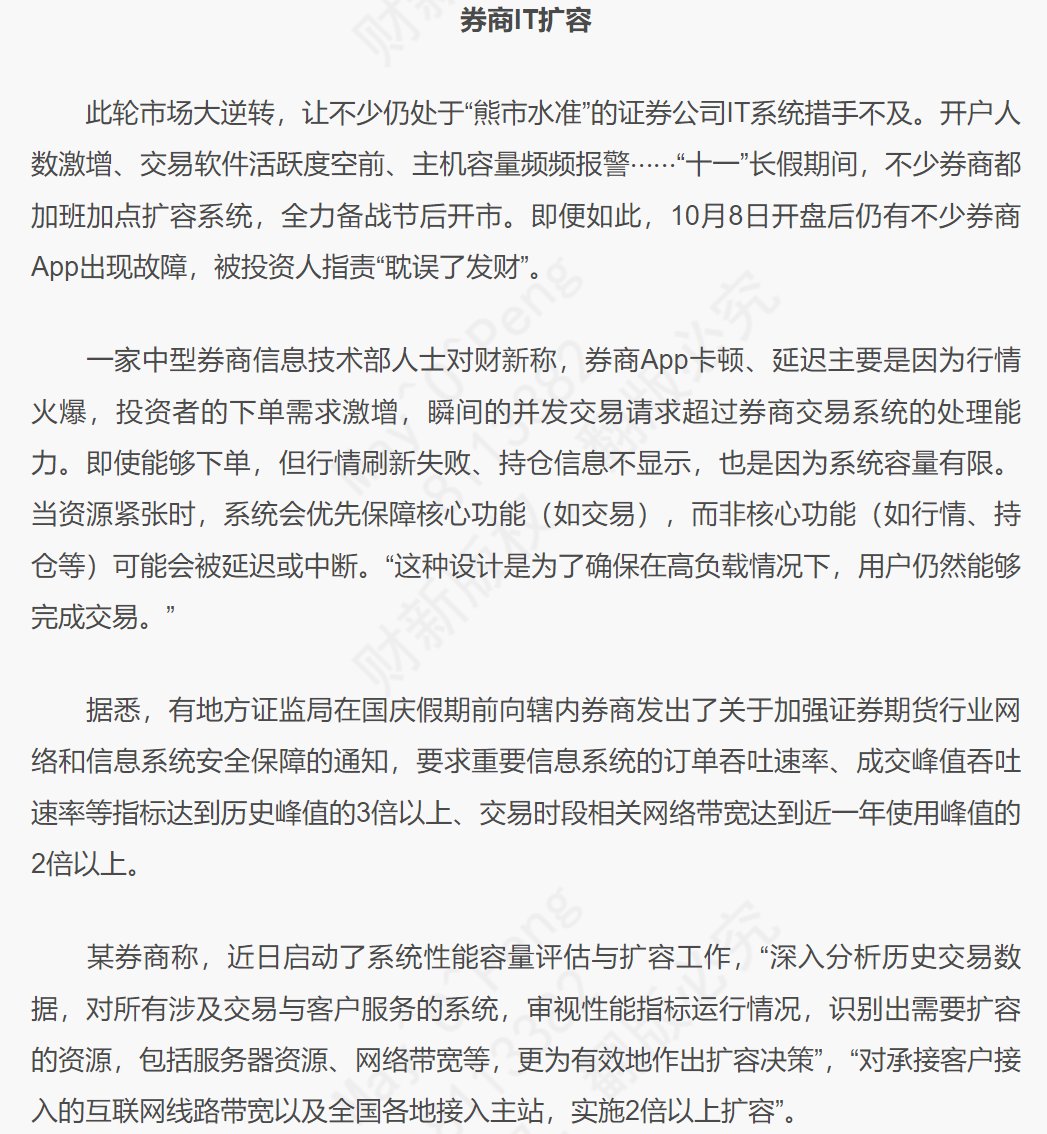 券商IT扩容
此轮市场大逆转，让不少仍处于“熊市水准”的证券公司IT系统措手不及。开户人
数激增、交易软件活跃度空前、主机容量频频报警……“十一”长假期间，不少券商都
加班加点扩容系统，全力备战节后开市。即便如此，10月8日开盘后仍有不少券商
App出现故障，被投资人指责“耽误了发财”。
一家中型券商信息技术部人士对财新称，券商App卡顿、延迟主要是因为行情
火爆，投资者的下单需求激增，瞬间的并发交易请求超过券商交易系统的处理能
力。即使能够下单，但行情刷新失败、持仓信息不显示，也是因为系统容量有限。
当资源紧张时，系统会优先保障核心功能（如交易），而非核心功能（如行情、持
仓等）可能会被延迟或中断。“这种设计是为了确保在高负载情况下，用户仍然能够
完成交易。”
据悉，有地方证监局在国庆假期前向辖内券商发出了关于加强证券期货行业网
络和信息系统安全保障的通知，要求重要信息系统的订单吞吐速率、成交峰值吞吐
速率等指标达到历史峰值的3倍以上、交易时段相关网络带宽达到近一年使用峰值的
2倍以上。
某券商称，近日启动了系统性能容量评估与扩容工作，“深入分析历史交易数
据，对所有涉及交易与客户服务的系统，审视性能指标运行情况，识别出需要扩容
的资源，包括服务器资源、网络带宽等，更为有效地作出扩容决策”，“对承接客户接
入的互联网线路带宽以及全国各地接入主站，实施2倍以上扩容”。
财新版权 翻版必究